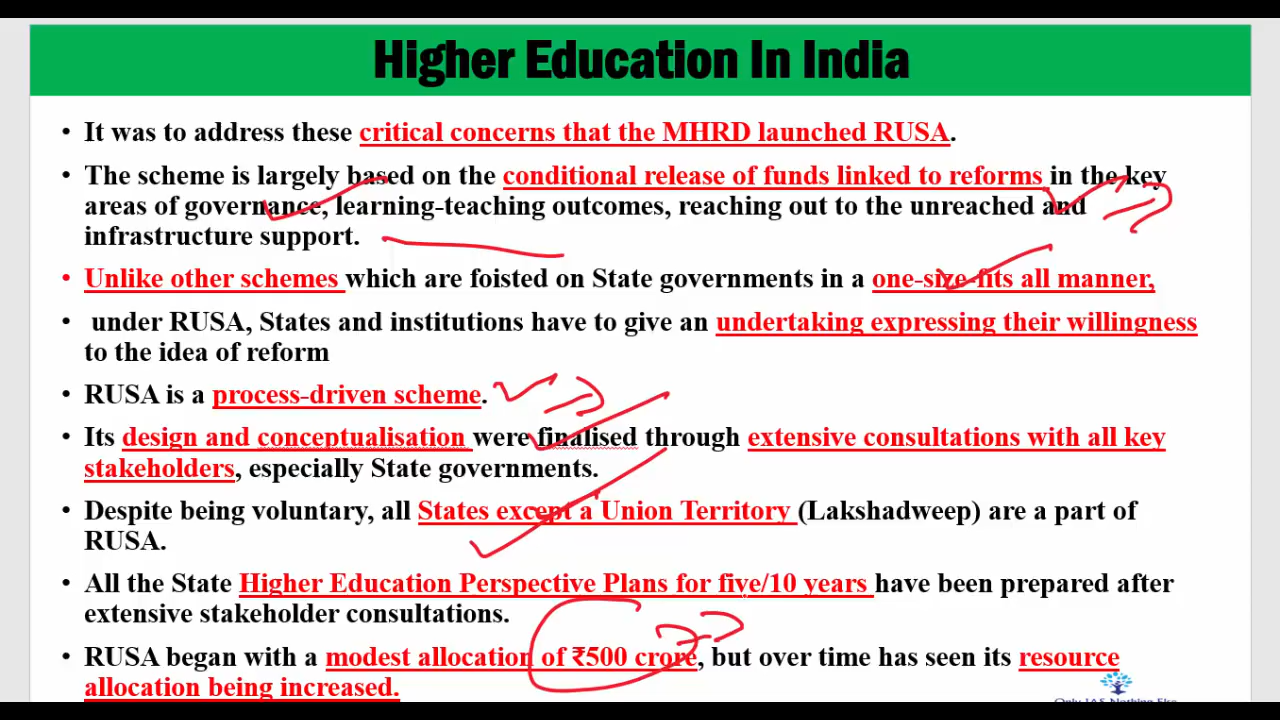 Higher Education In India
• It was to address these critical concerns that the MHRD launched RUSA.
• The scheme is largely based on the conditional release of funds linked to reforms in the key
areas of governance, learning-teaching outcomes, reaching out to the unreached and
infrastructure support.
• Unlike other schemes which are foisted on State governments in a one-size-fits all manner,
• under RUSA, States and institutions have to give an undertaking expressing their willingness
to the idea of reform
• RUSA is a process-driven scheme.
• Its design and conceptualisation were finalised through extensive consultations with all key
stakeholders, especially State governments.
• Despite being voluntary, all States except a Union Territory (Lakshadweep) are a part of
RUSA.
• All the State Higher Education Perspective Plans for five/10 years have been prepared after
extensive stakeholder consultations.
• RUSA began with a modest allocation of ₹500 crore, but over time has seen its resource
allocation being increased.
Only IAS Nothing Else